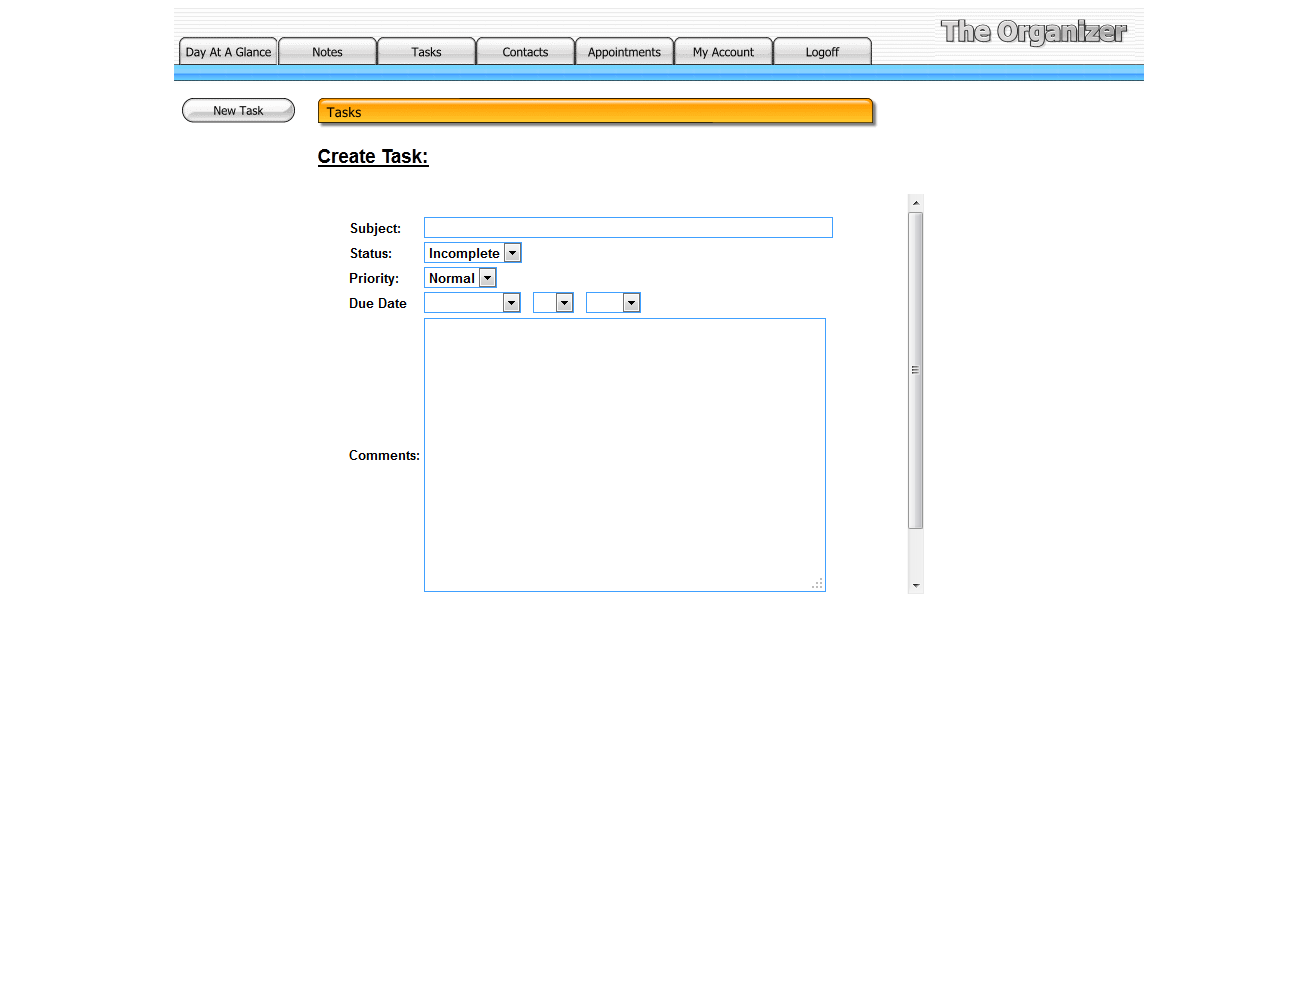 The Organizer
Day At A Glance Notes Tasks Contacts Appointments My Account Logoff
New Task
Tasks
Create Task:
Subject:
Status: Incomplete
Priority: Normal
Due Date
Comments: